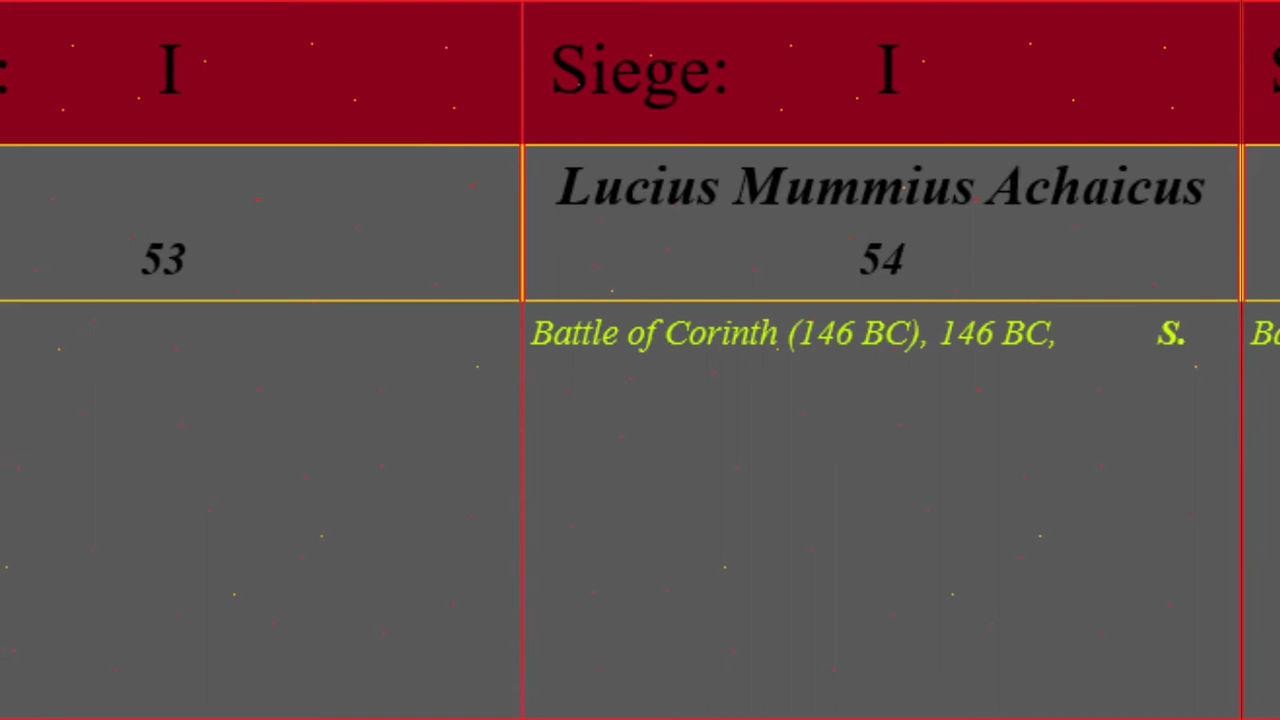 : I
Siege: I
53
Lucius Mummius Achaicus
54
Battle of Corinth (146 BC), 146 BC, S.